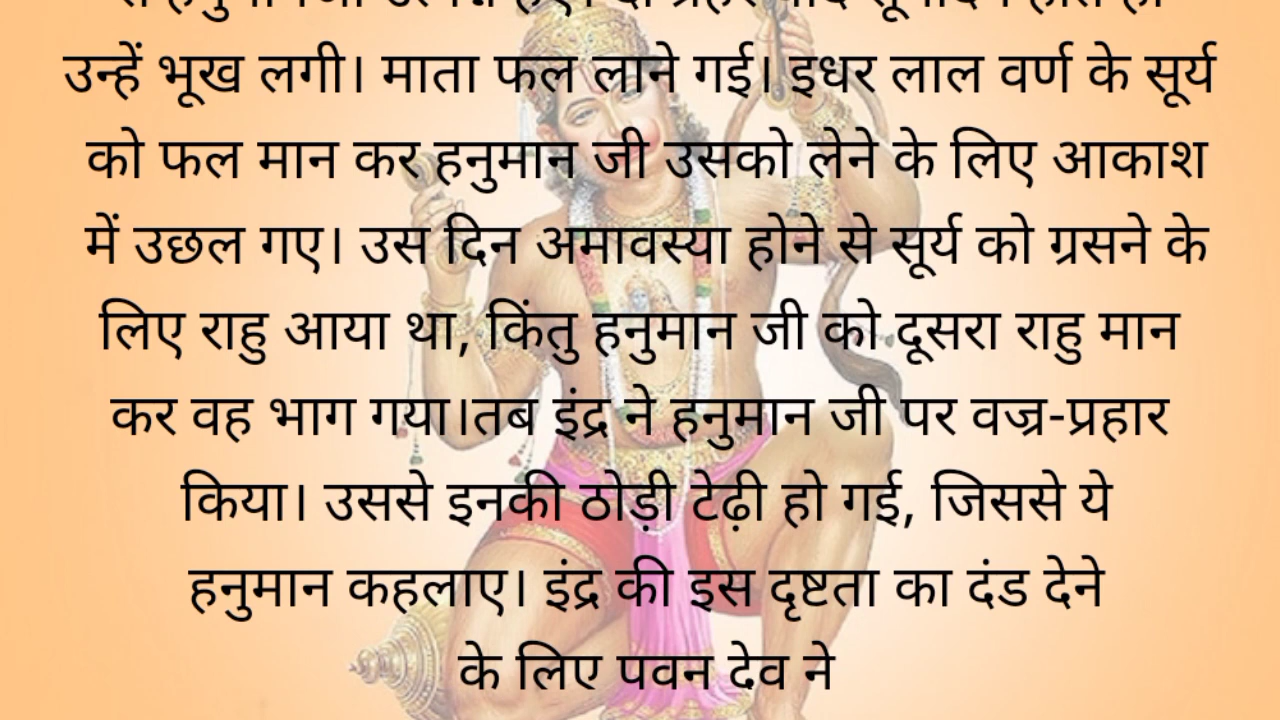 उन्हें भूख लगी। माता फल लाने गई। इधर लाल वर्ण के सूर्य
को फल मान कर हनुमान जी उसको लेने के लिए आकाश
में उछल गए। उस दिन अमावस्या होने से सूर्य को ग्रसने के
लिए राहु आया था, किंतु हनुमान जी को दूसरा राहु मान
कर वह भाग गया।तब इंद्र ने हनुमान जी पर वज्र-प्रहार
किया। उससे इनकी ठोड़ी टेढ़ी हो गई, जिससे ये
हनुमान कहलाए। इंद्र की इस दृष्टता का दंड देने
के लिए पवन देव ने